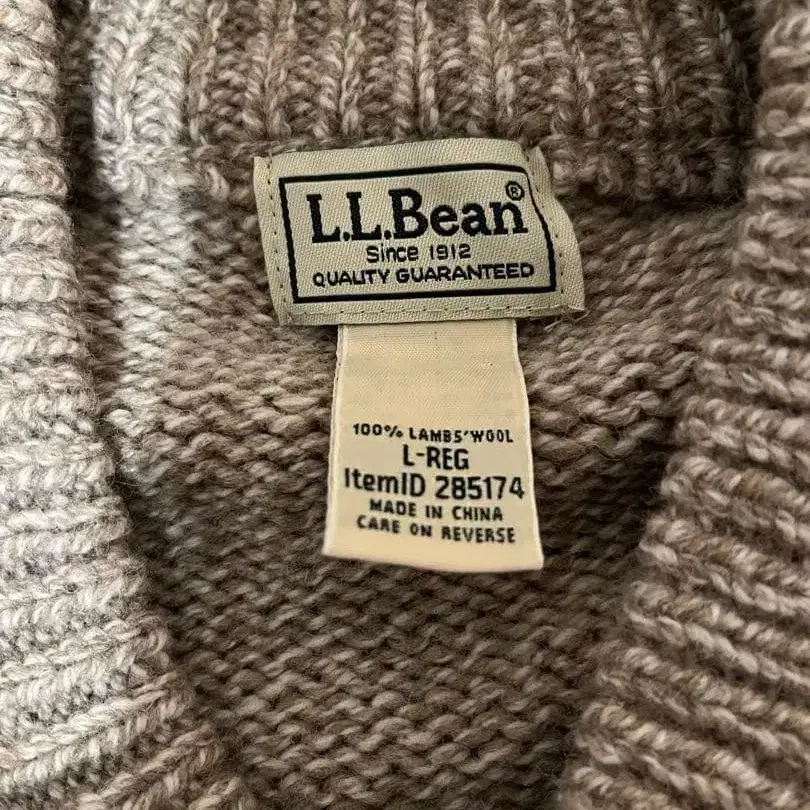 L.L.Bean®
Since 1912
QUALITY GUARANTEED
100% LAMBS'WOOL
L-REG
ItemID 285174
MADE IN CHINA
CARE ON REVERSE